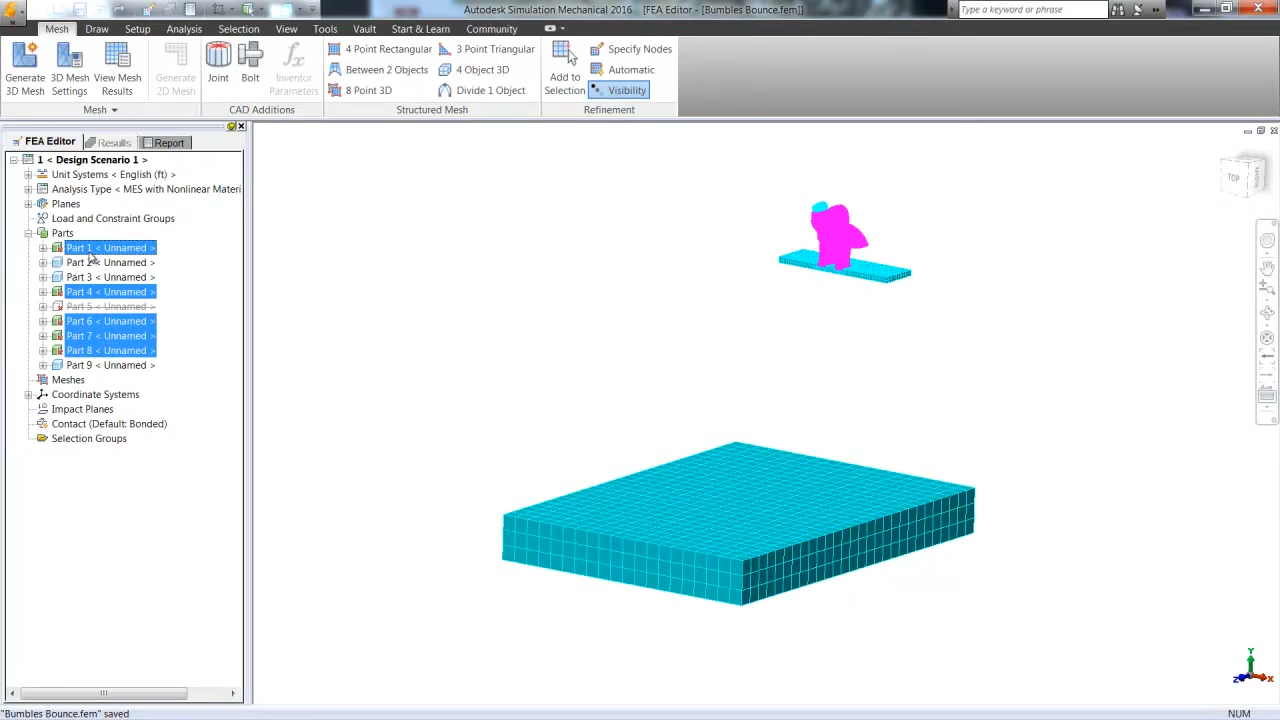 Autodesk Simulation Mechanical 2016 - [FEA Editor - [Bumbles Bounce.fem]]
Type a keyword or phrase
Mesh Draw Setup Analysis Selection View Tools Vault Start & Learn Community
Generate 3D Mesh
3D Mesh Settings
View Mesh Results
Generate 2D Mesh
Mesh
Joint
Bolt
Inventor Parameters
CAD Additions
4 Point Rectangular
3 Point Triangular
Between 2 Objects
4 Object 3D
8 Point 3D
Divide 1 Object
Structured Mesh
Add to Selection
Specify Nodes
Automatic
Visibility
Refinement
FEA Editor Results Report
1 < Design Scenario 1 >
Unit Systems < English (ft) >
Analysis Type < MES with Nonlinear Materi
Planes
Load and Constraint Groups
Parts
Part 1 < Unnamed >
Part 2 < Unnamed >
Part 3 < Unnamed >
Part 4 < Unnamed >
Part 5 < Unnamed >
Part 6 < Unnamed >
Part 7 < Unnamed >
Part 8 < Unnamed >
Part 9 < Unnamed >
Meshes
Coordinate Systems
Impact Planes
Contact (Default: Bonded)
Selection Groups
TOP
Y
Z
X
"Bumbles Bounce.fem" saved
NUM